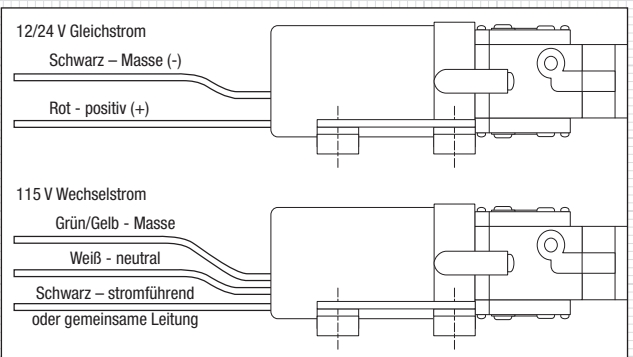 12/24 V Gleichstrom
Schwarz – Masse (-)
Rot - positiv (+)
115 V Wechselstrom
Grün/Gelb - Masse
Weiß - neutral
Schwarz – stromführend
oder gemeinsame Leitung